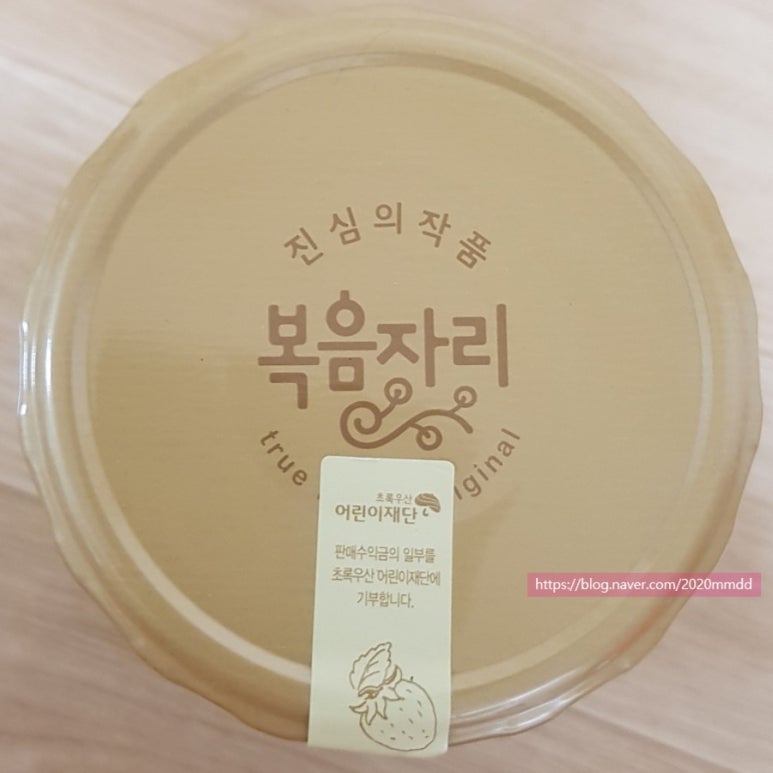 진심의작품
복음자리
true
iginal
초록우산
어린이재단
판매수익금의 일부를
초록우산 어린이재단에
기부합니다.
https://blog.naver.com/2020mmdd